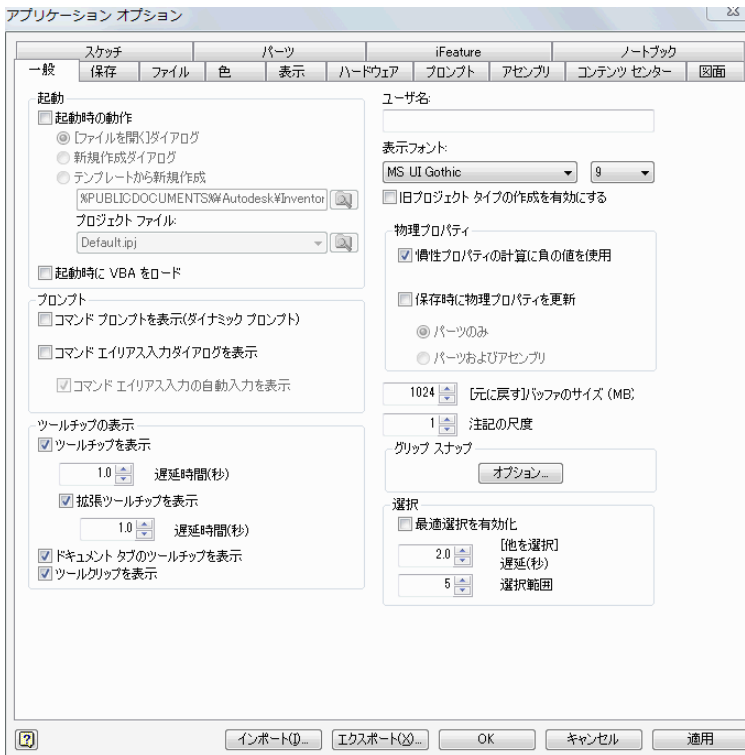 アプリケーション オプション
スケッチ パーツ iFeature ノートブック
一般 保存 ファイル 色 表示 ハードウェア プロンプト アセンブリ コンテンツ センター 図面
起動
起動時の動作
[ファイルを開く]ダイアログ
新規作成ダイアログ
テンプレートから新規作成
%PUBLICDOCUMENTS%¥Autodesk¥Inventor
プロジェクト ファイル:
Default.ipj
起動時に VBA をロード
プロンプト
コマンド プロンプトを表示(ダイナミック プロンプト)
コマンド エイリアス入力ダイアログを表示
コマンド エイリアス入力の自動入力を表示
ツールチップの表示
ツールチップを表示
1.0 遅延時間(秒)
拡張ツールチップを表示
1.0 遅延時間(秒)
ドキュメント タブのツールチップを表示
ツールクリップを表示
ユーザ名:
表示フォント:
MS UI Gothic 9
旧プロジェクト タイプの作成を有効にする
物理プロパティ
慣性プロパティの計算に負の値を使用
保存時に物理プロパティを更新
パーツのみ
パーツおよびアセンブリ
1024 [元に戻す]バッファのサイズ (MB)
1 注記の尺度
グリップ スナップ
オプション...
選択
最適選択を有効化
2.0 [他を選択]
遅延(秒)
5 選択範囲
インポート(I)... エクスポート(X)... OK キャンセル 適用